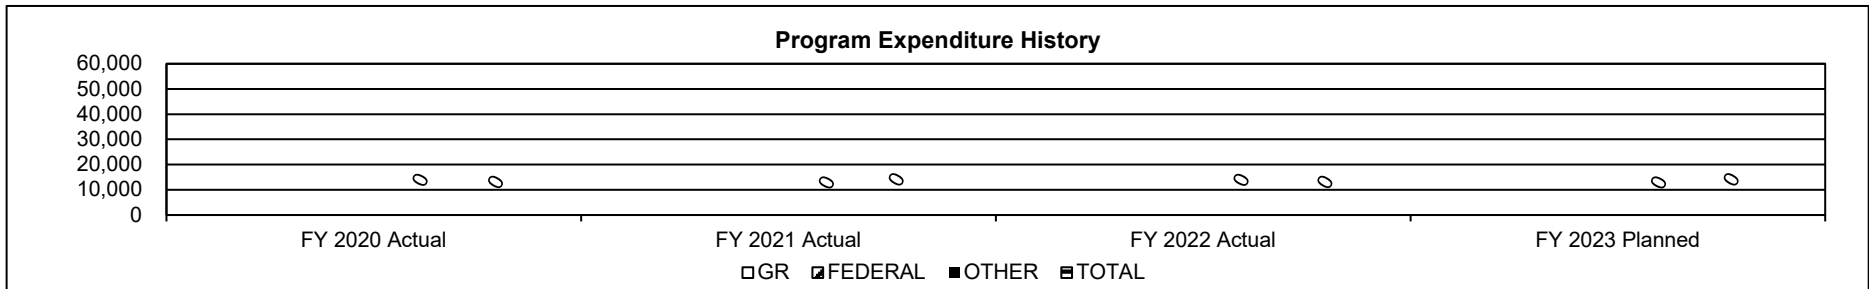 Program Expenditure History
60,000
50,000
40,000
30,000
20,000
10,000
0
0 0 0 0 0 0 0 0
FY 2020 Actual FY 2021 Actual FY 2022 Actual FY 2023 Planned
GR FEDERAL OTHER TOTAL